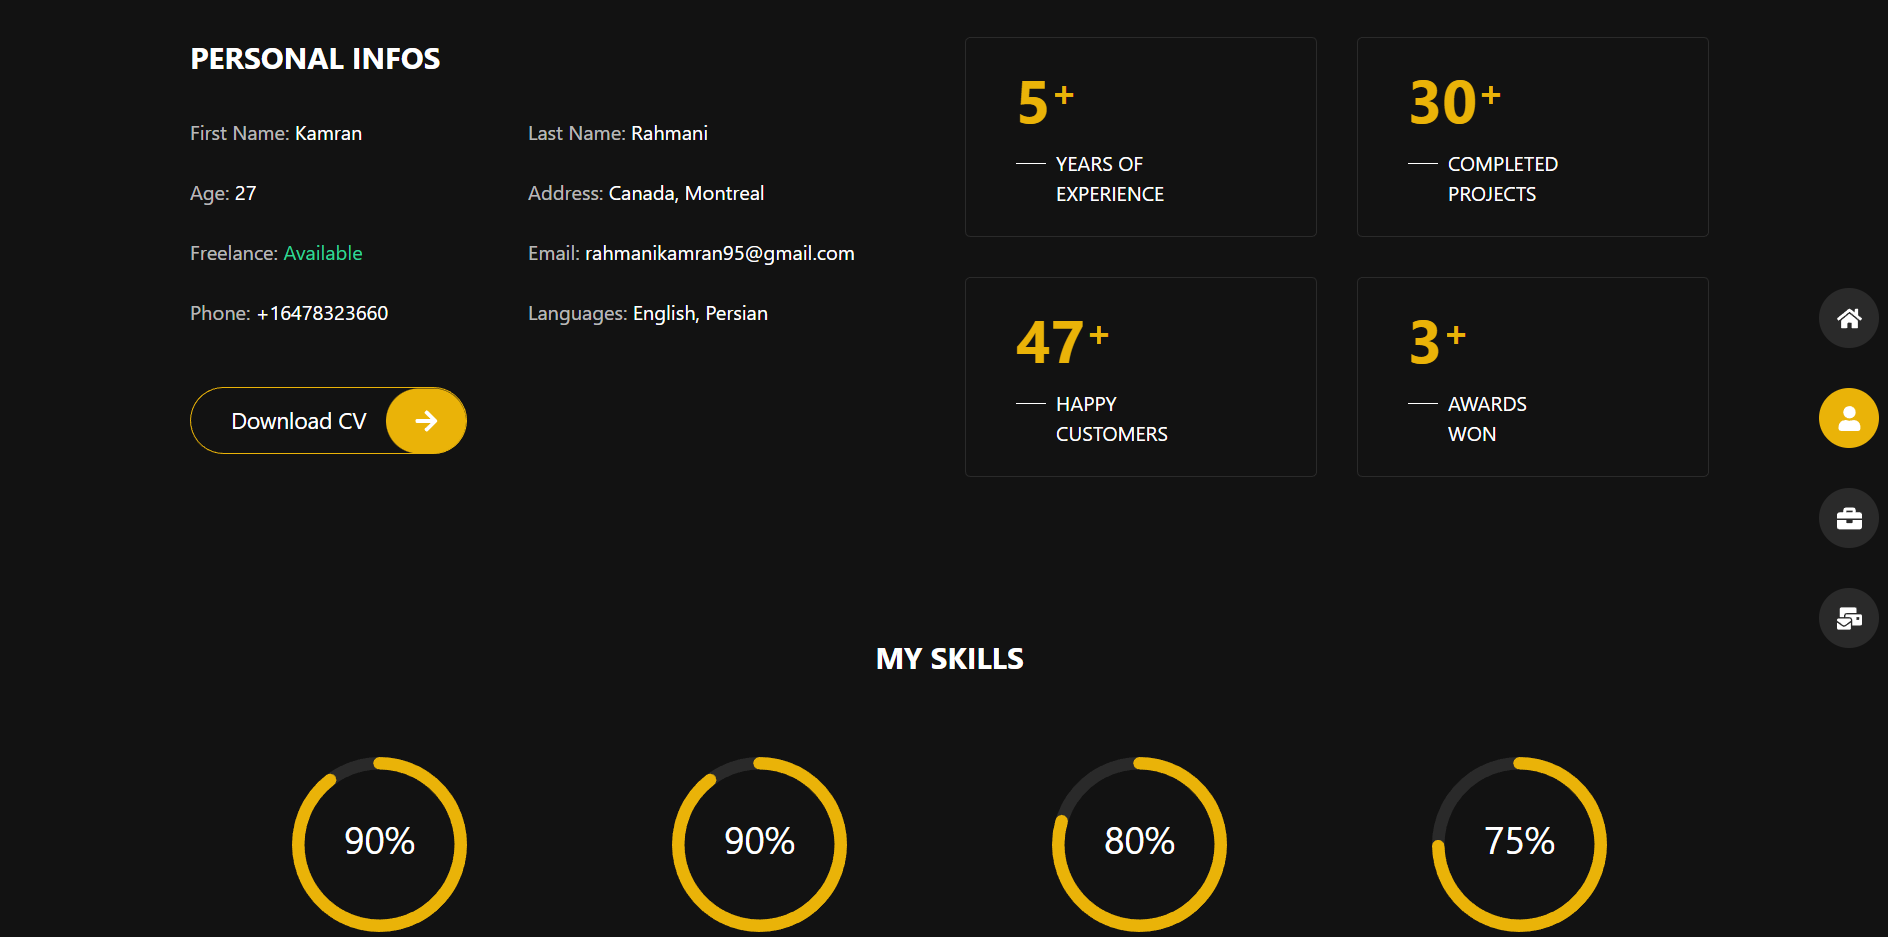 PERSONAL INFOS
First Name: Kamran
Last Name: Rahmani
Age: 27
Address: Canada, Montreal
Freelance: Available
Email: rahmanikamran95@gmail.com
Phone: +16478323660
Languages: English, Persian
Download CV
5+
YEARS OF
EXPERIENCE
30+
COMPLETED
PROJECTS
47+
HAPPY
CUSTOMERS
3+
AWARDS
WON
MY SKILLS
90%
90%
80%
75%